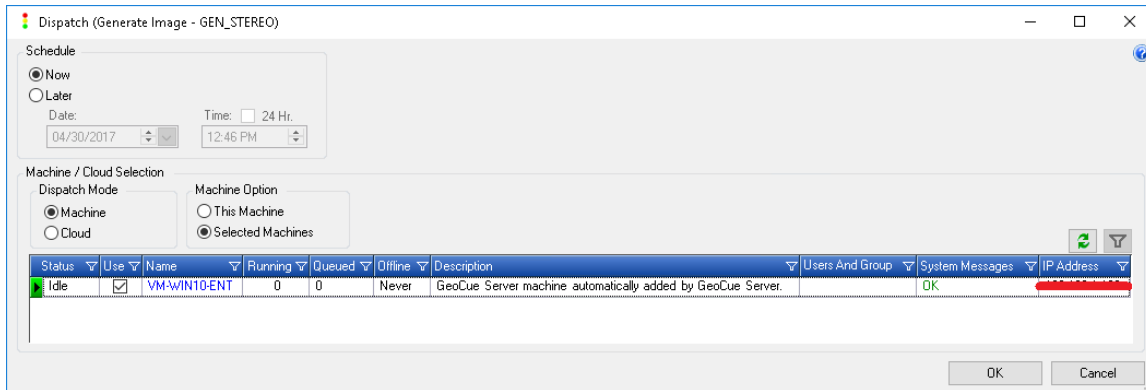 Dispatch (Generate Image - GEN_STEREO)
Schedule
Now
Later
Date:
Time: 24 Hr.
04/30/2017
12:46 PM
Machine / Cloud Selection
Dispatch Mode
Machine Option
Machine
This Machine
Cloud
Selected Machines
Status Use Name Running Queued Offline Description Users And Group System Messages IP Address
Idle VM-WIN10-ENT 0 0 Never GeoCue Server machine automatically added by GeoCue Server. OK
OK Cancel